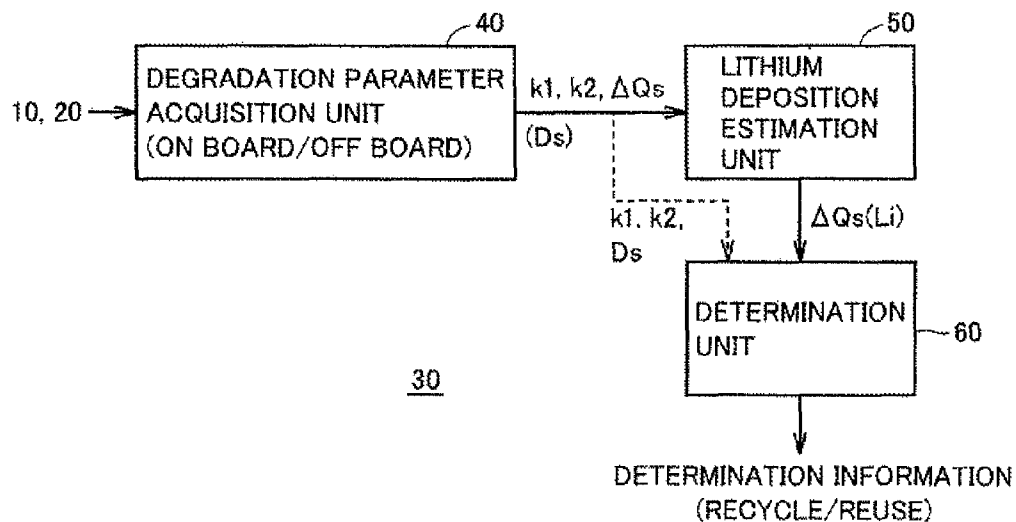 40
DEGRADATION PARAMETER
ACQUISITION UNIT
(ON BOARD/OFF BOARD)
10, 20
k1, k2, ΔQs
(Ds)
50
LITHIUM
DEPOSITION
ESTIMATION
UNIT
k1, k2,
Ds
ΔQs(Li)
DETERMINATION
UNIT
60
30
DETERMINATION INFORMATION
(RECYCLE/REUSE)